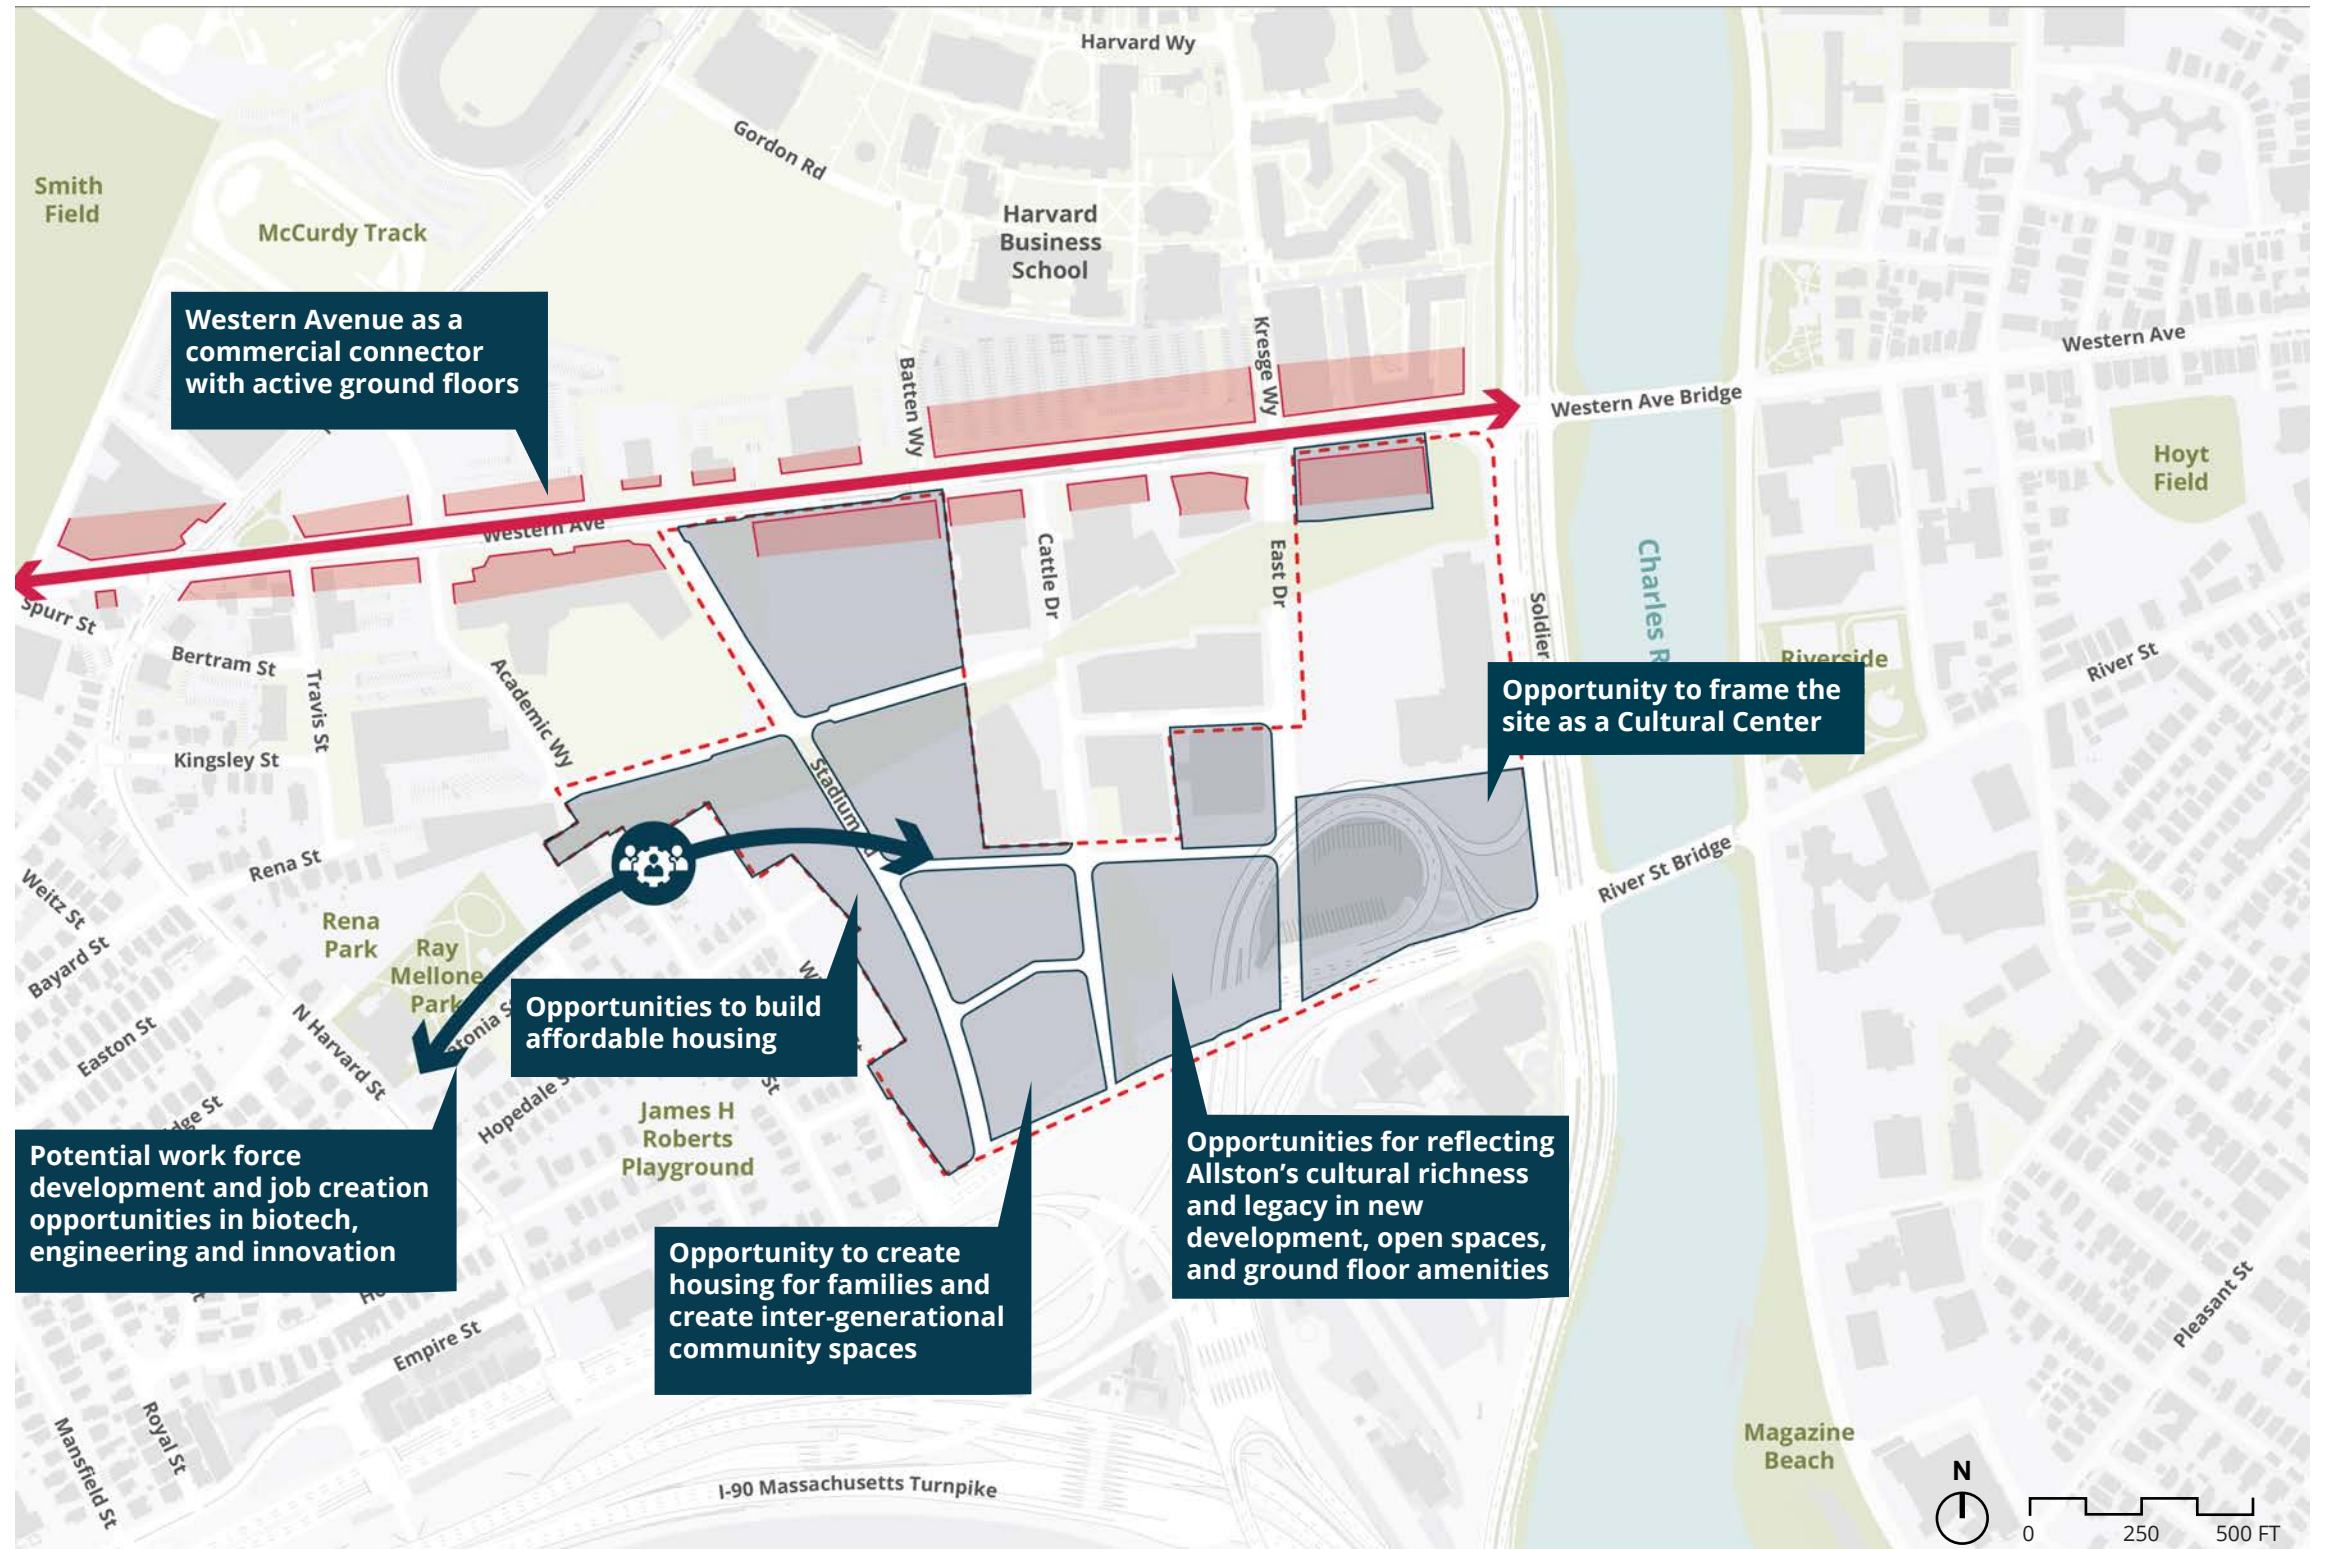 Harvard Wy
Gordon Rd
Smith
Field
McCurdy Track
Harvard
Business
School
Western Avenue as a
commercial connector
with active ground floors
Batten Wy
Kresge Wy
Western Ave Bridge
Western Ave
Hoyt
Field
Western Ave
Spurr St
Cattle Dr
East Dr
Soldier
Charles R
Riverside
River St
Bertram St
Travis St
Academic Wy
Kingsley St
Opportunity to frame the
site as a Cultural Center
Stadium
Rena St
River St Bridge
Weitz St
Rena
Park
Ray
Mellone
Park
Bayard St
Easton St
N Harvard St
Opportunities to build
affordable housing
Hopedale S
St
James H
Roberts
Playground
Potential work force
development and job creation
opportunities in biotech,
engineering and innovation
Opportunities for reflecting
Allston’s cultural richness
and legacy in new
development, open spaces,
and ground floor amenities
Opportunity to create
housing for families and
create inter-generational
community spaces
Empire St
Pleasant St
Royal St
Mansfield St
I-90 Massachusetts Turnpike
Magazine
Beach
N
0 250 500 FT